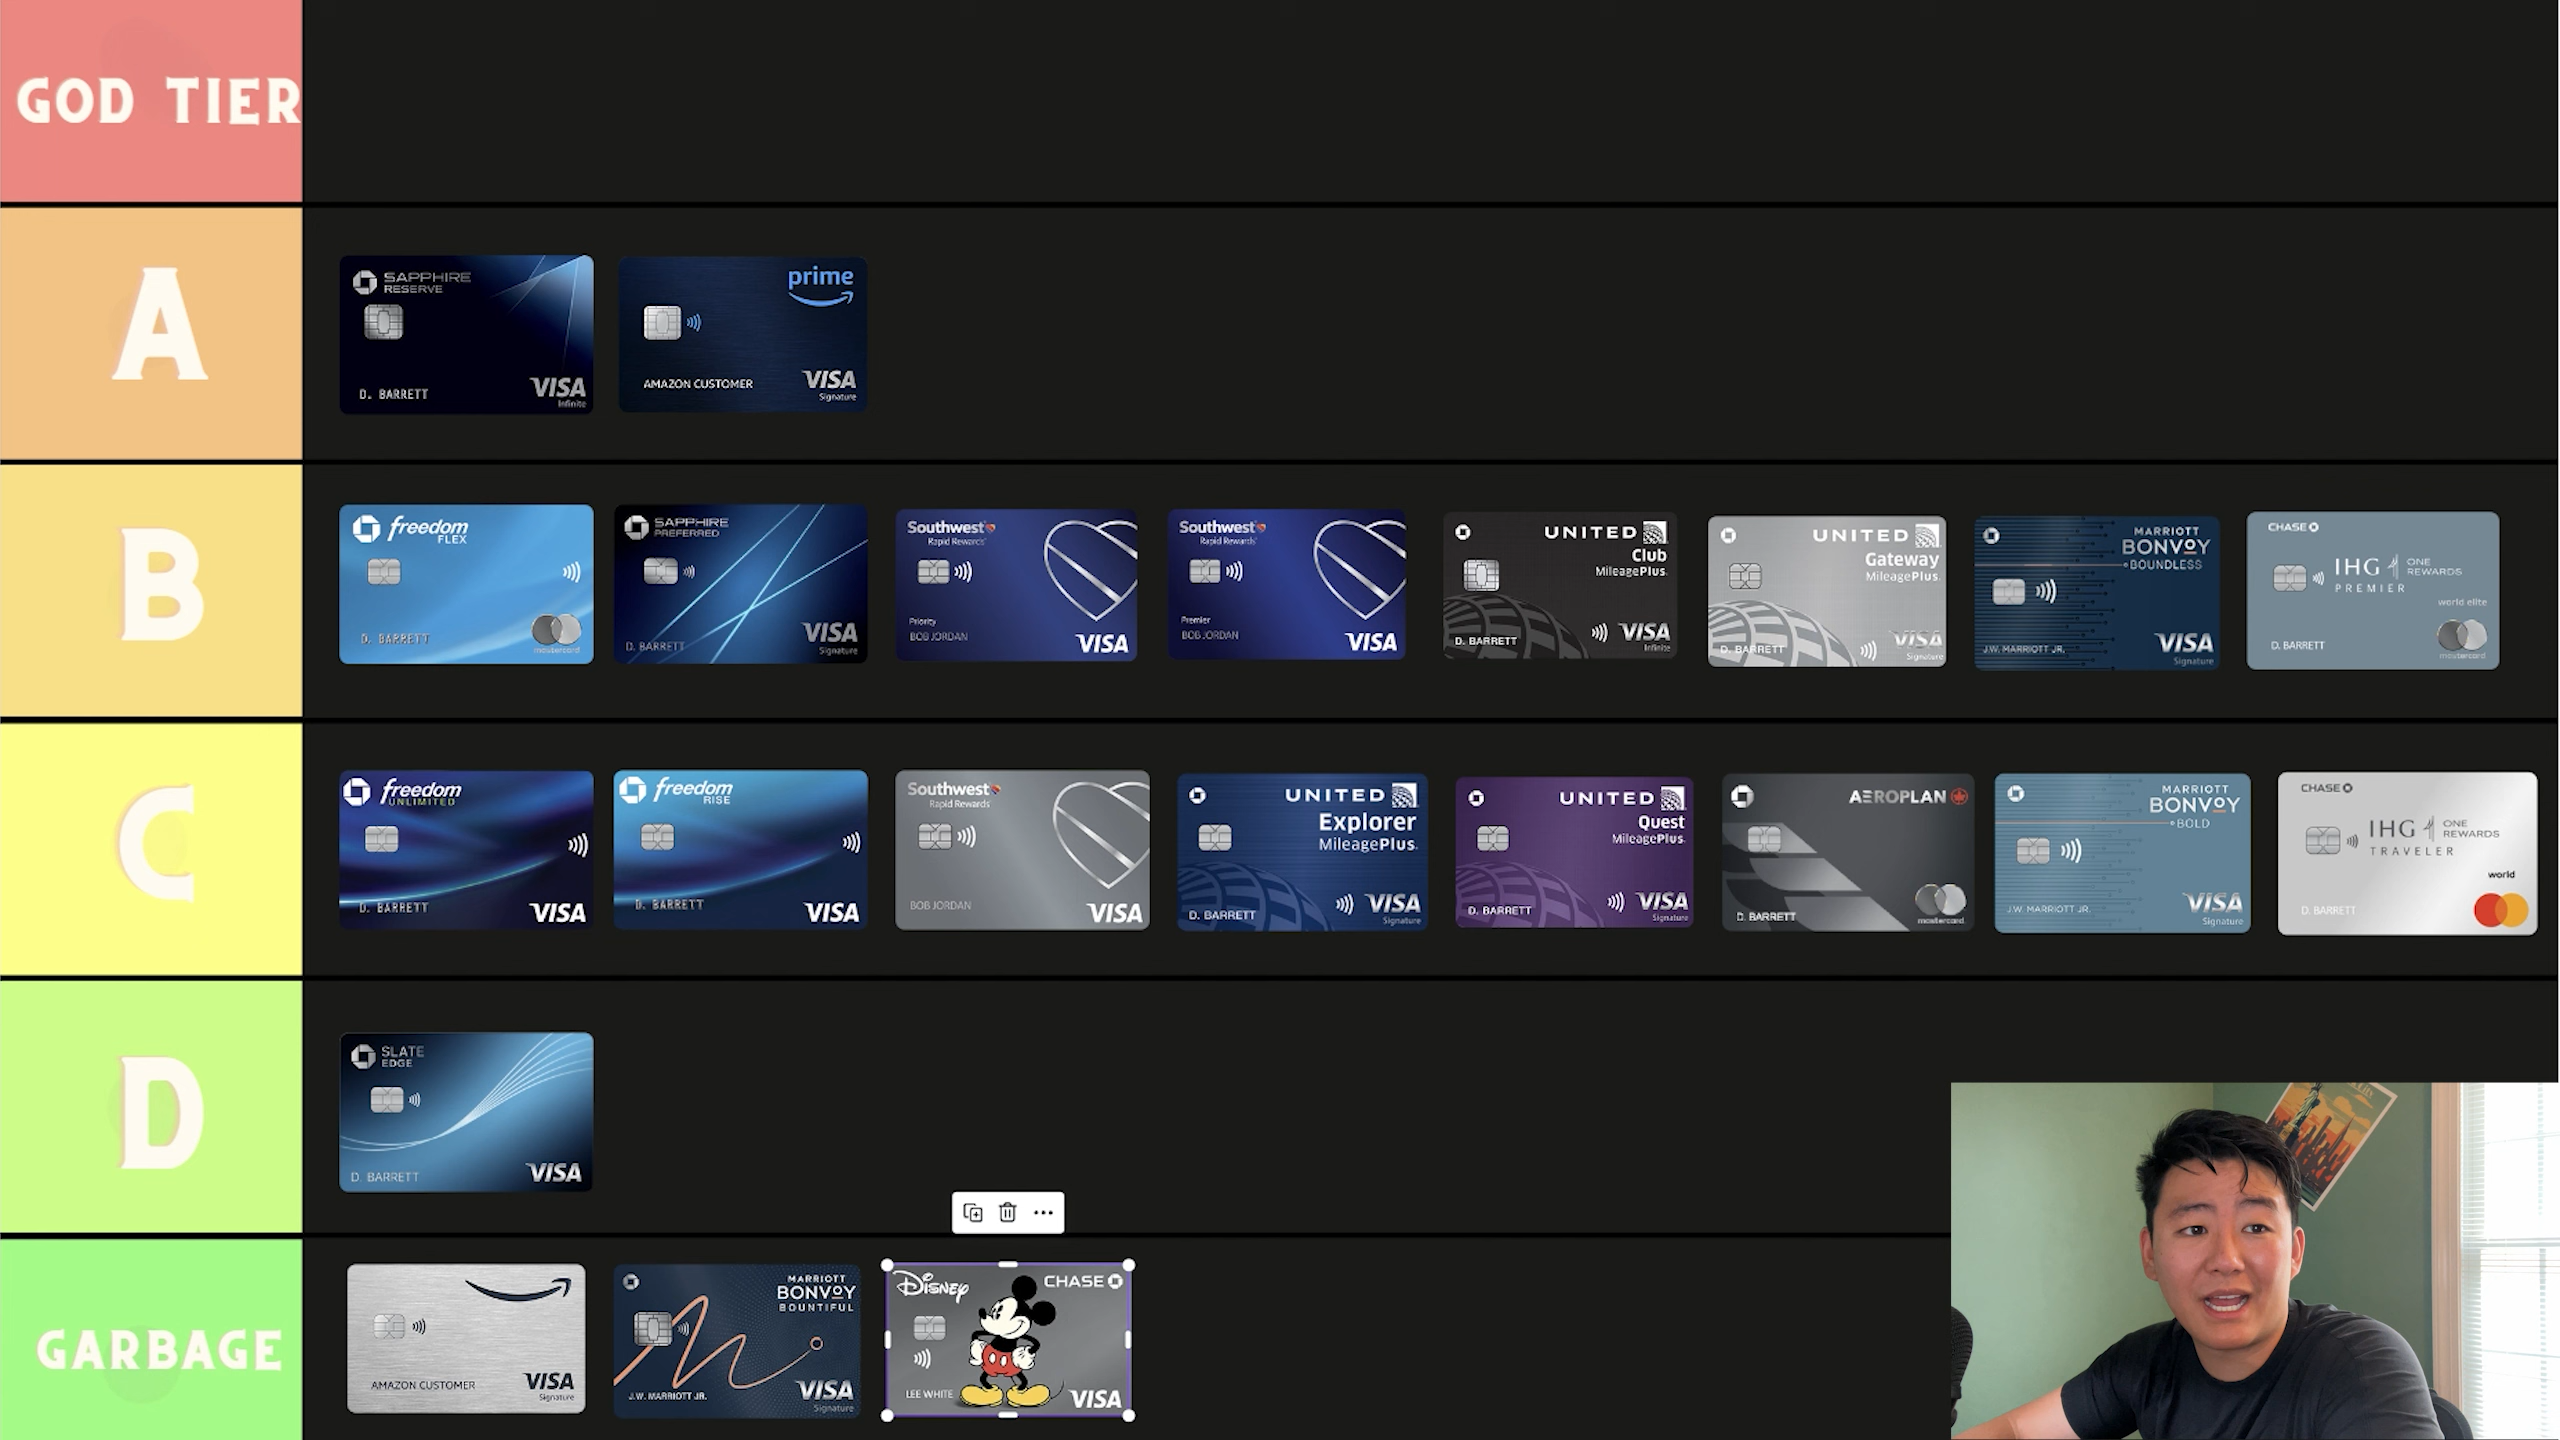 GOD TIER
A
SAPPHIRE
RESERVE
D. BARRETT
VISA
Infinite
prime
AMAZON CUSTOMER
VISA
Signature
B
freedom
FLEX
D. BARRETT
mastercard
SAPPHIRE
PREFERRED
D. BARRETT
VISA
Signature
Southwest
Rapid Rewards
Priority
BOB JORDAN
VISA
Southwest
Rapid Rewards
Premier
BOB JORDAN
VISA
UNITED
Club
MileagePlus.
D. BARRETT
VISA
Infinite
UNITED
Gateway
MileagePlus.
D. BARRETT
VISA
Signature
MARRIOTT
BONVOY
BOUNDLESS
J.W. MARRIOTT JR.
VISA
Signature
CHASE
IHG ONE
REWARDS
PREMIER
world elite
D. BARRETT
mastercard
C
freedom
UNLIMITED
D. BARRETT
VISA
freedom
RISE
D. BARRETT
VISA
Southwest
Rapid Rewards
BOB JORDAN
VISA
UNITED
Explorer
MileagePlus.
D. BARRETT
VISA
Signature
UNITED
Quest
MileagePlus.
D. BARRETT
VISA
Signature
AEROPLAN
D. BARRETT
mastercard
MARRIOTT
BONVOY
BOLD
J.W. MARRIOTT JR.
VISA
Signature
CHASE
IHG ONE
REWARDS
TRAVELER
world
D. BARRETT
D
SLATE
EDGE
D. BARRETT
VISA
GARBAGE
AMAZON CUSTOMER
VISA
Signature
MARRIOTT
BONVOY
BOUNTIFUL
J.W. MARRIOTT JR.
VISA
Signature
Disney
CHASE
LEE WHITE
VISA